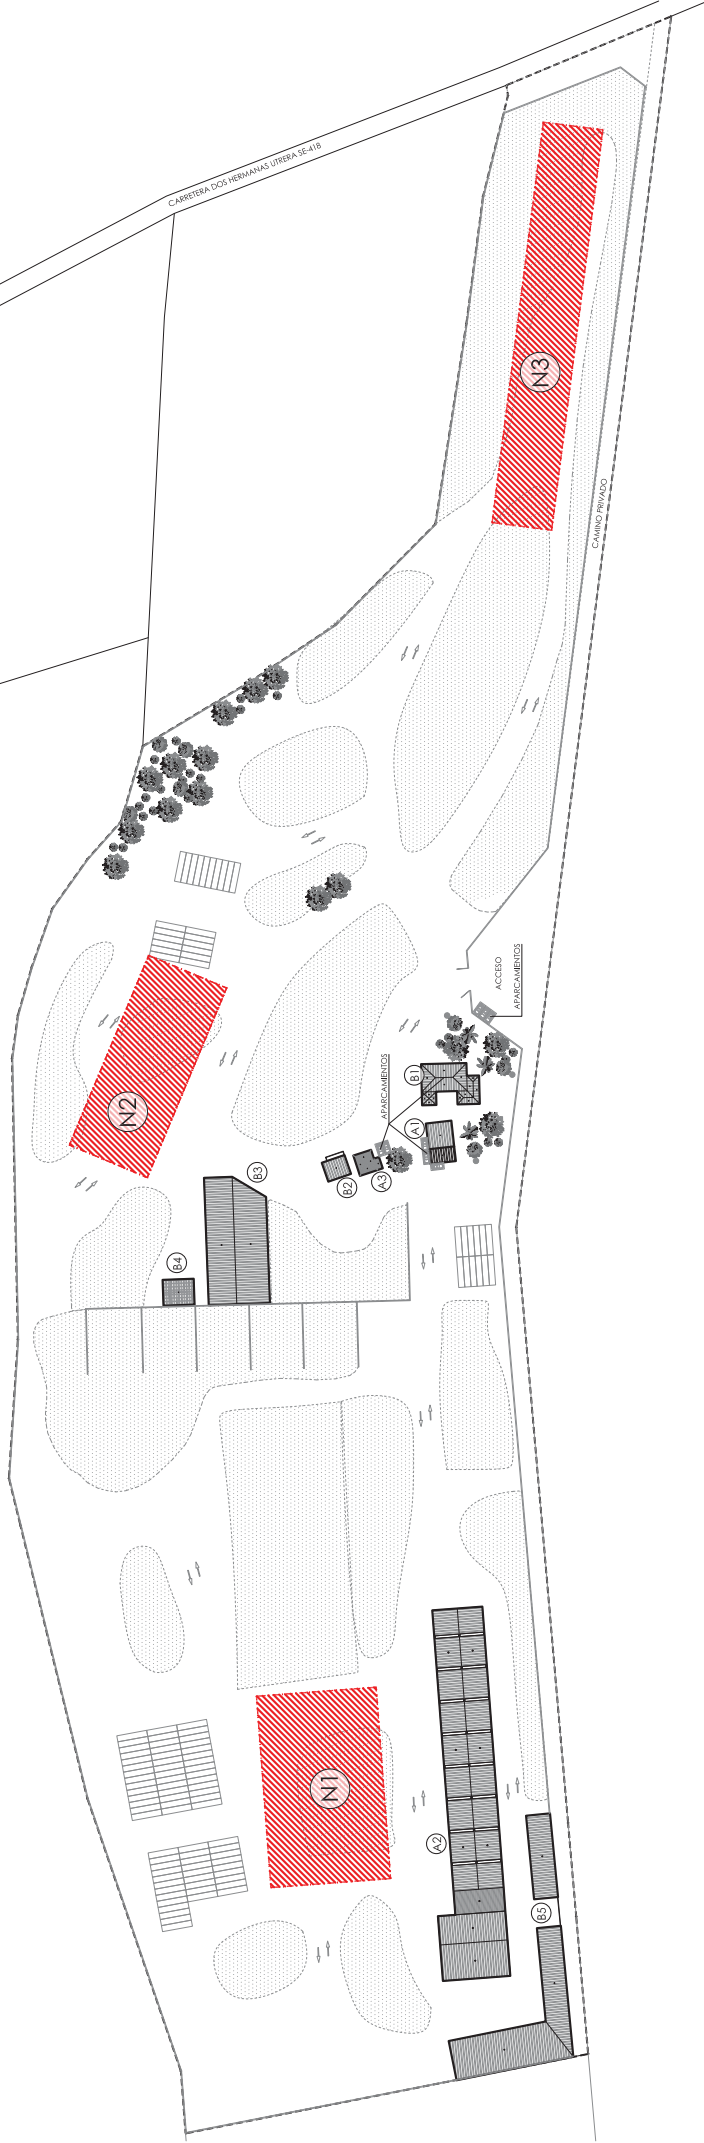 CARRETERA DOS HERMANAS UTRERA SE-418
N3
CAMINO PRIVADO
ACCESO
APARCAMIENTOS
APARCAMIENTOS
B1
N2
A1
B3
B2
A3
B4
N1
A2
B5